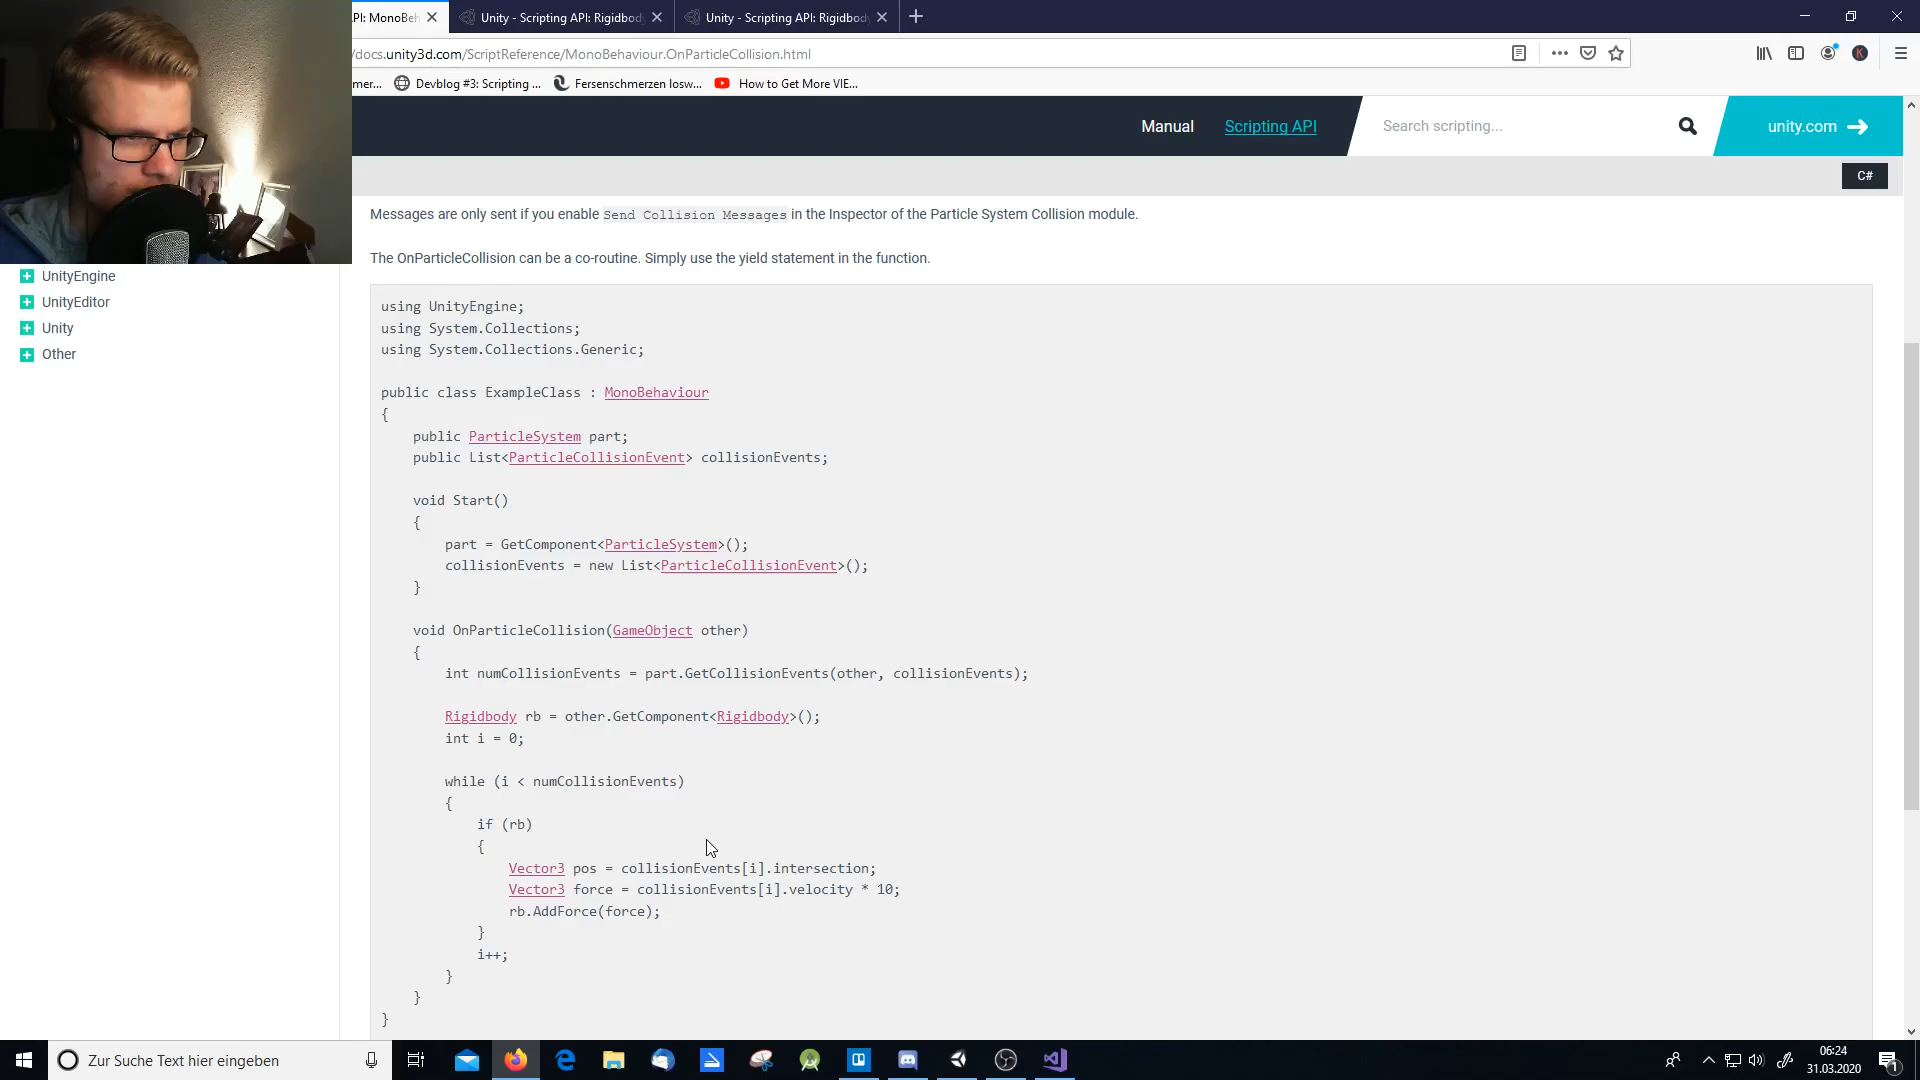 PI: MonoBeh
Unity - Scripting API: Rigidbody
Unity - Scripting API: Rigidbody
/docs.unity3d.com/ScriptReference/MonoBehaviour.OnParticleCollision.html
mer...
Devblog #3: Scripting ...
Fersenschmerzen losw...
How to Get More VIE...
K
Manual
Scripting API
Search scripting...
unity.com
C#
Messages are only sent if you enable Send Collision Messages in the Inspector of the Particle System Collision module.
The OnParticleCollision can be a co-routine. Simply use the yield statement in the function.
UnityEngine
UnityEditor
Unity
Other
using UnityEngine;
using System.Collections;
using System.Collections.Generic;
public class ExampleClass : MonoBehaviour
{
public ParticleSystem part;
public List<ParticleCollisionEvent> collisionEvents;
void Start()
{
part = GetComponent<ParticleSystem>();
collisionEvents = new List<ParticleCollisionEvent>();
}
void OnParticleCollision(GameObject other)
{
int numCollisionEvents = part.GetCollisionEvents(other, collisionEvents);
Rigidbody rb = other.GetComponent<Rigidbody>();
int i = 0;
while (i < numCollisionEvents)
{
if (rb)
{
Vector3 pos = collisionEvents[i].intersection;
Vector3 force = collisionEvents[i].velocity * 10;
rb.AddForce(force);
}
i++;
}
}
}
Zur Suche Text hier eingeben
06:24
31.03.2020
1